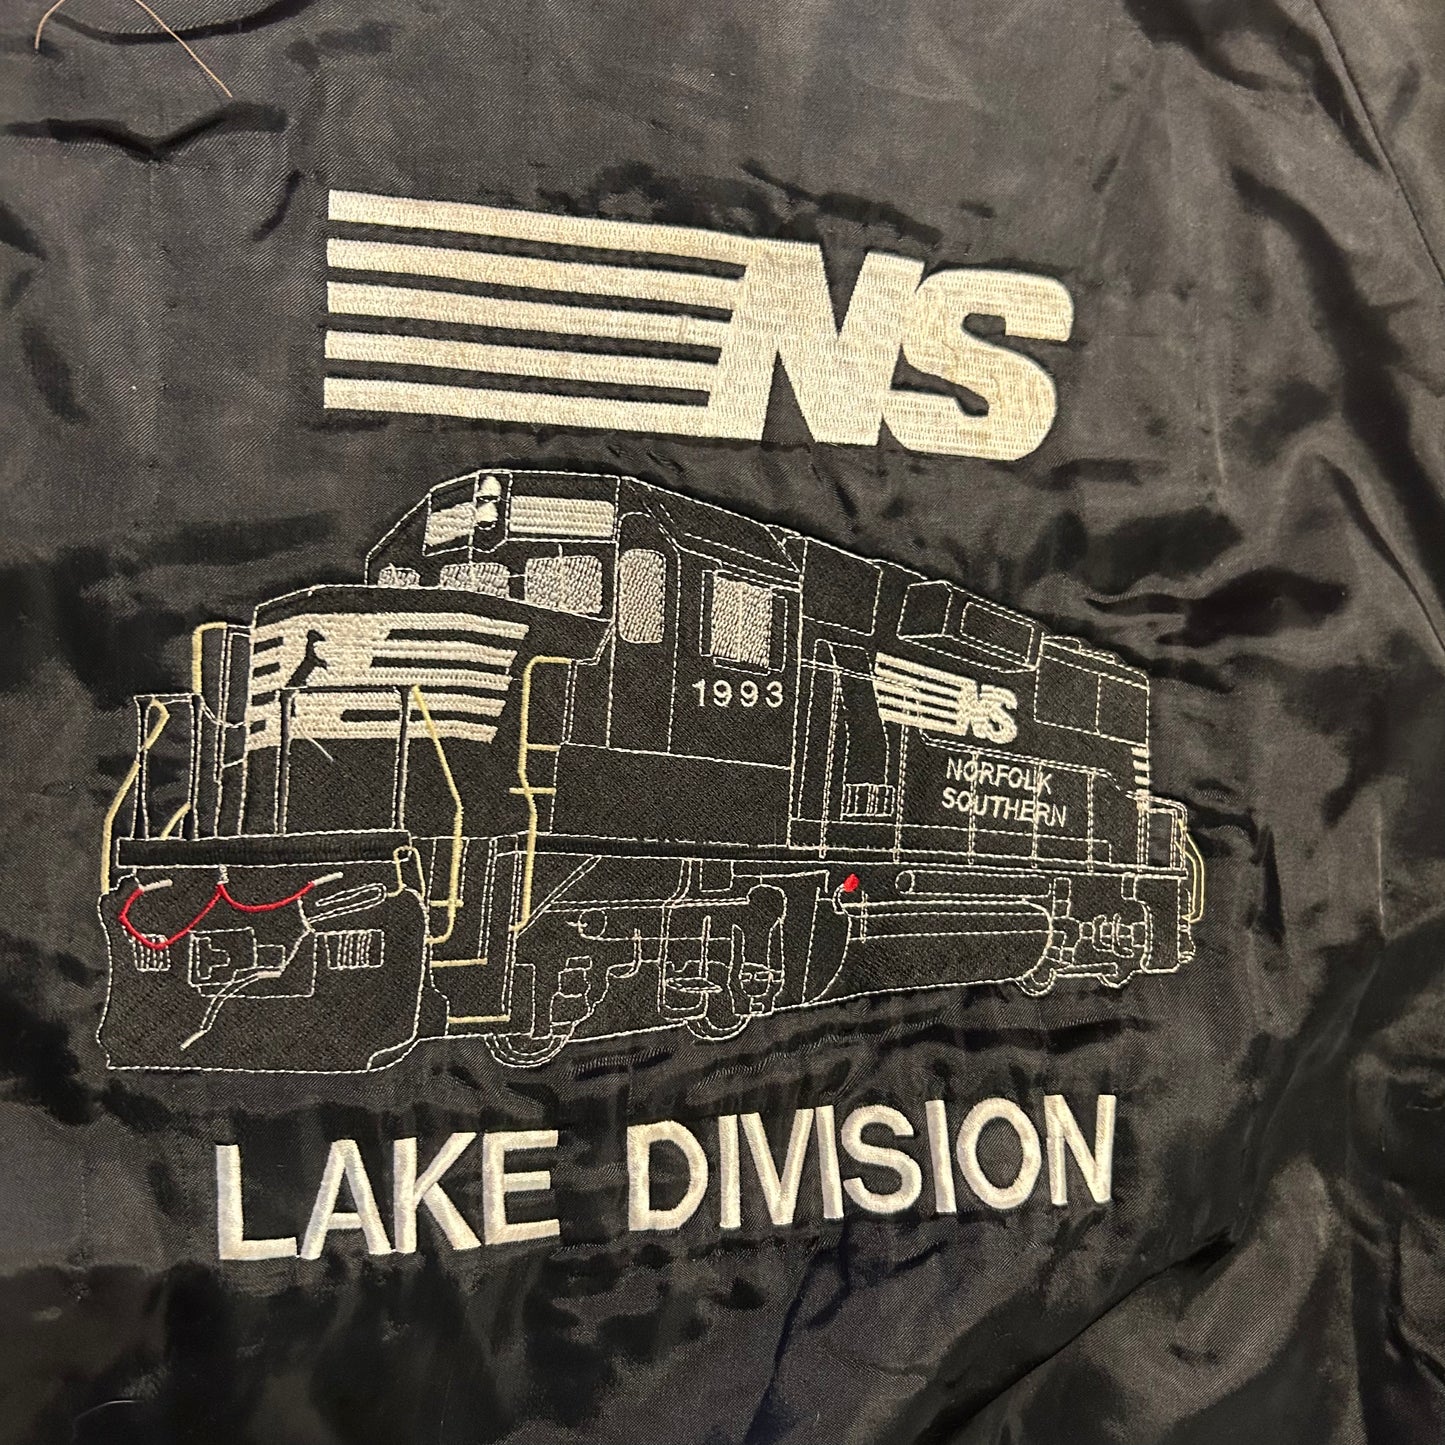 NS
1993
NS
NORFOLK
SOUTHERN
LAKE DIVISION